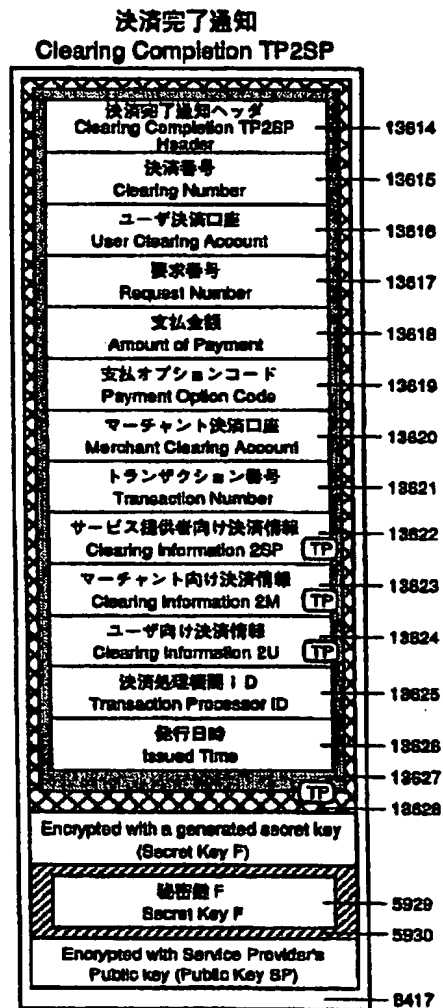 決済完了通知
Clearing Completion TP2SP
決済完了通知ヘッダ
Clearing Completion TP2SP
Header
13614
決済番号
Clearing Number
13615
ユーザ決済口座
User Clearing Account
13616
要求番号
Request Number
13617
支払金額
Amount of Payment
13618
支払オプションコード
Payment Option Code
13619
マーチャント決済口座
Merchant Clearing Account
13620
トランザクション番号
Transaction Number
13621
サービス提供者向け決済情報
Clearing Information 2SP
TP
13622
マーチャント向け決済情報
Clearing Information 2M
TP
13623
ユーザ向け決済情報
Clearing Information 2U
TP
13624
決済処理機関ID
Transaction Processor ID
13625
発行日時
Issued Time
13626
13627
TP
13628
Encrypted with a generated secret key
(Secret Key F)
秘密鍵F
Secret Key F
5929
5930
Encrypted with Service Provider's
Public key (Public Key SP)
8417